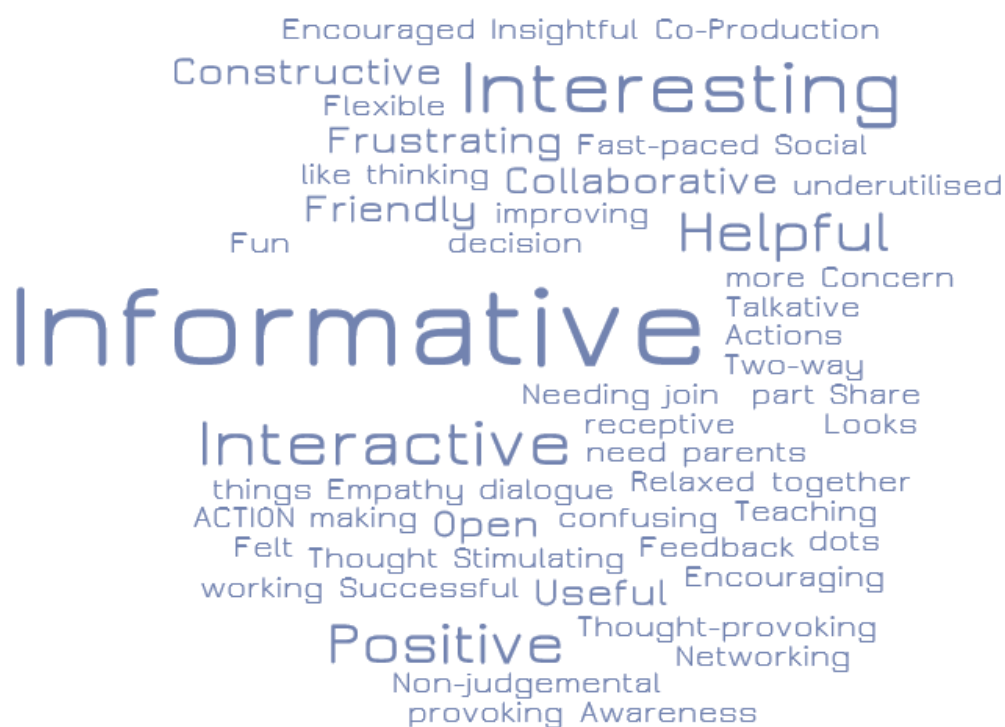 Encouraged Insightful Co-Production
Constructive Interesting
Flexible
Frustrating Fast-paced Social
like thinking Collaborative underutilised
Friendly improving Helpful
Fun decision
more Concern
Informative Talkative
Actions
Two-way
Needing join part Share
Interactive receptive Looks
need parents
things Empathy dialogue Relaxed together
ACTION making Open confusing Teaching
Felt Thought Stimulating Feedback dots
working Successful Useful Encouraging
Positive Thought-provoking
Networking
Non-judgemental
provoking Awareness